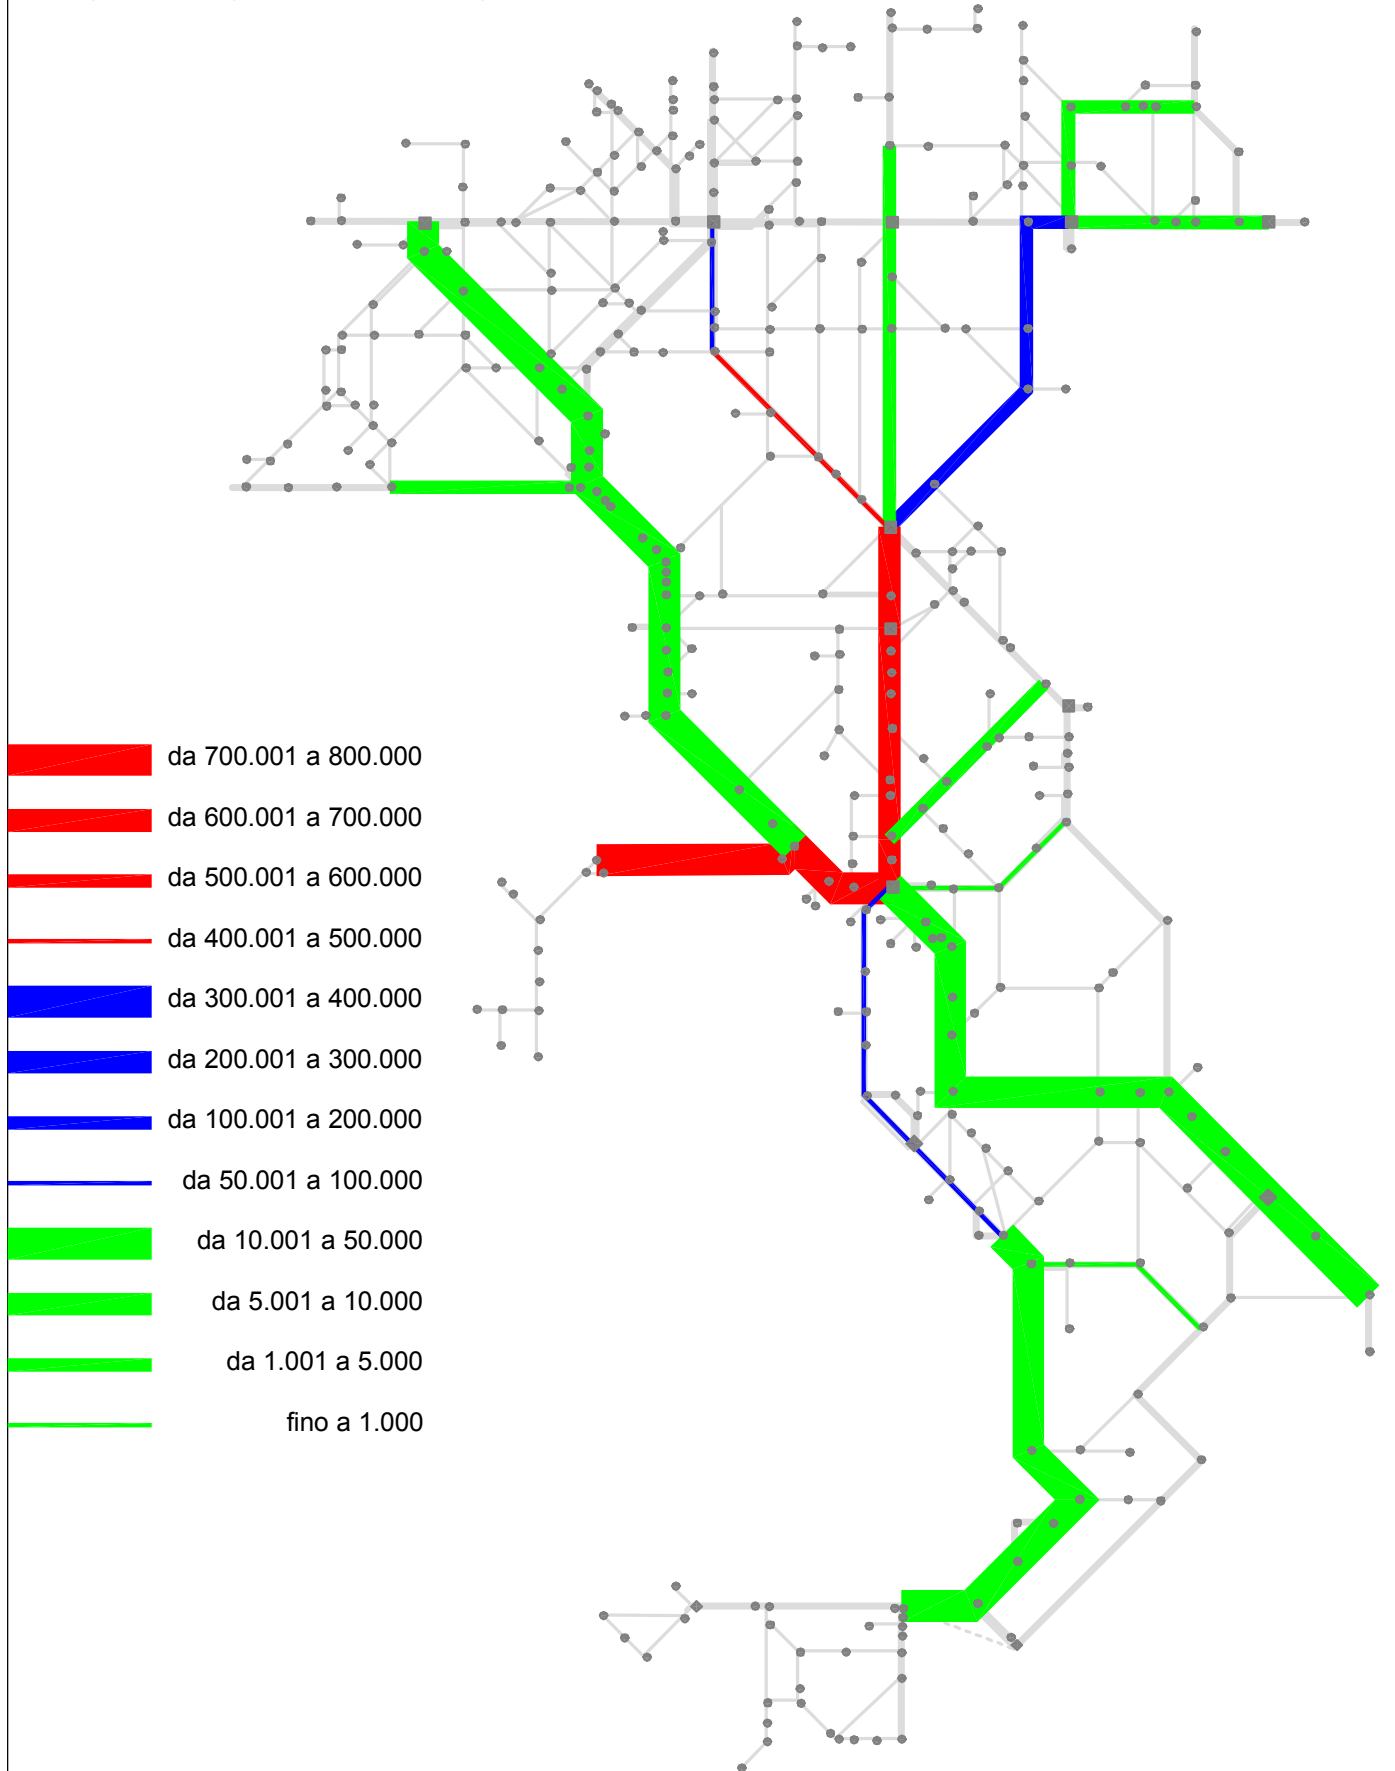 da 700.001 a 800.000
da 600.001 a 700.000
da 500.001 a 600.000
da 400.001 a 500.000
da 300.001 a 400.000
da 200.001 a 300.000
da 100.001 a 200.000
da 50.001 a 100.000
da 10.001 a 50.000
da 5.001 a 10.000
da 1.001 a 5.000
fino a 1.000